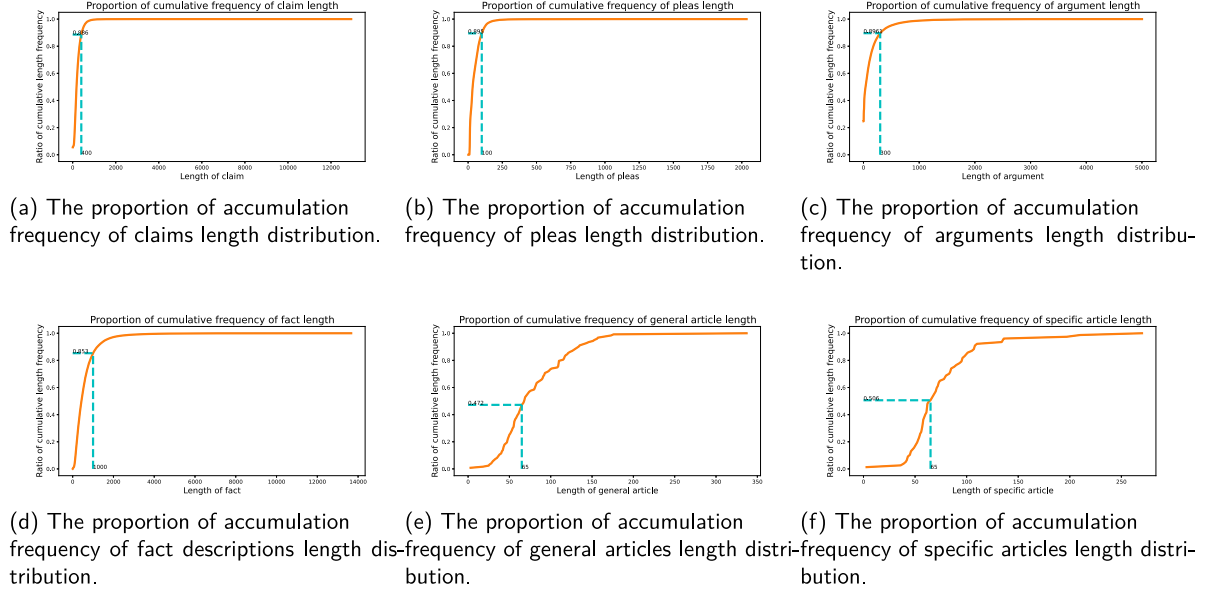 Proportion of cumulative frequency of claim length
Ratio of cumulative length frequency
1.0
0.8
0.6
0.4
0.2
0.0
0.886
400
0 2000 4000 6000 8000 10000 12000
Length of claim
(a) The proportion of accumulation
frequency of claims length distribution.
Proportion of cumulative frequency of pleas length
Ratio of cumulative length frequency
1.0
0.8
0.6
0.4
0.2
0.0
0.895
100
0 250 500 750 1000 1250 1500 1750 2000
Length of pleas
(b) The proportion of accumulation
frequency of pleas length distribution.
Proportion of cumulative frequency of argument length
Ratio of cumulative length frequency
1.0
0.8
0.6
0.4
0.2
0.0
300
0 1000 2000 3000 4000 5000
Length of argument
(c) The proportion of accumulation
frequency of arguments length distribu-
tion.
Proportion of cumulative frequency of fact length
Ratio of cumulative length frequency
1.0
0.8
0.6
0.4
0.2
0.0
0.853
1000
0 2000 4000 6000 8000 10000 12000 14000
Length of fact
(d) The proportion of accumulation
frequency of fact descriptions length dis-
tribution.
Proportion of cumulative frequency of general article length
Ratio of cumulative length frequency
1.0
0.8
0.6
0.4
0.2
0.0
0.472
65
0 50 100 150 200 250 300 350
Length of general article
(e) The proportion of accumulation
frequency of general articles length distri-
bution.
Proportion of cumulative frequency of specific article length
Ratio of cumulative length frequency
1.0
0.8
0.6
0.4
0.2
0.0
0.506
65
0 50 100 150 200 250
Length of specific article
(f) The proportion of accumulation
frequency of specific articles length distri-
bution.